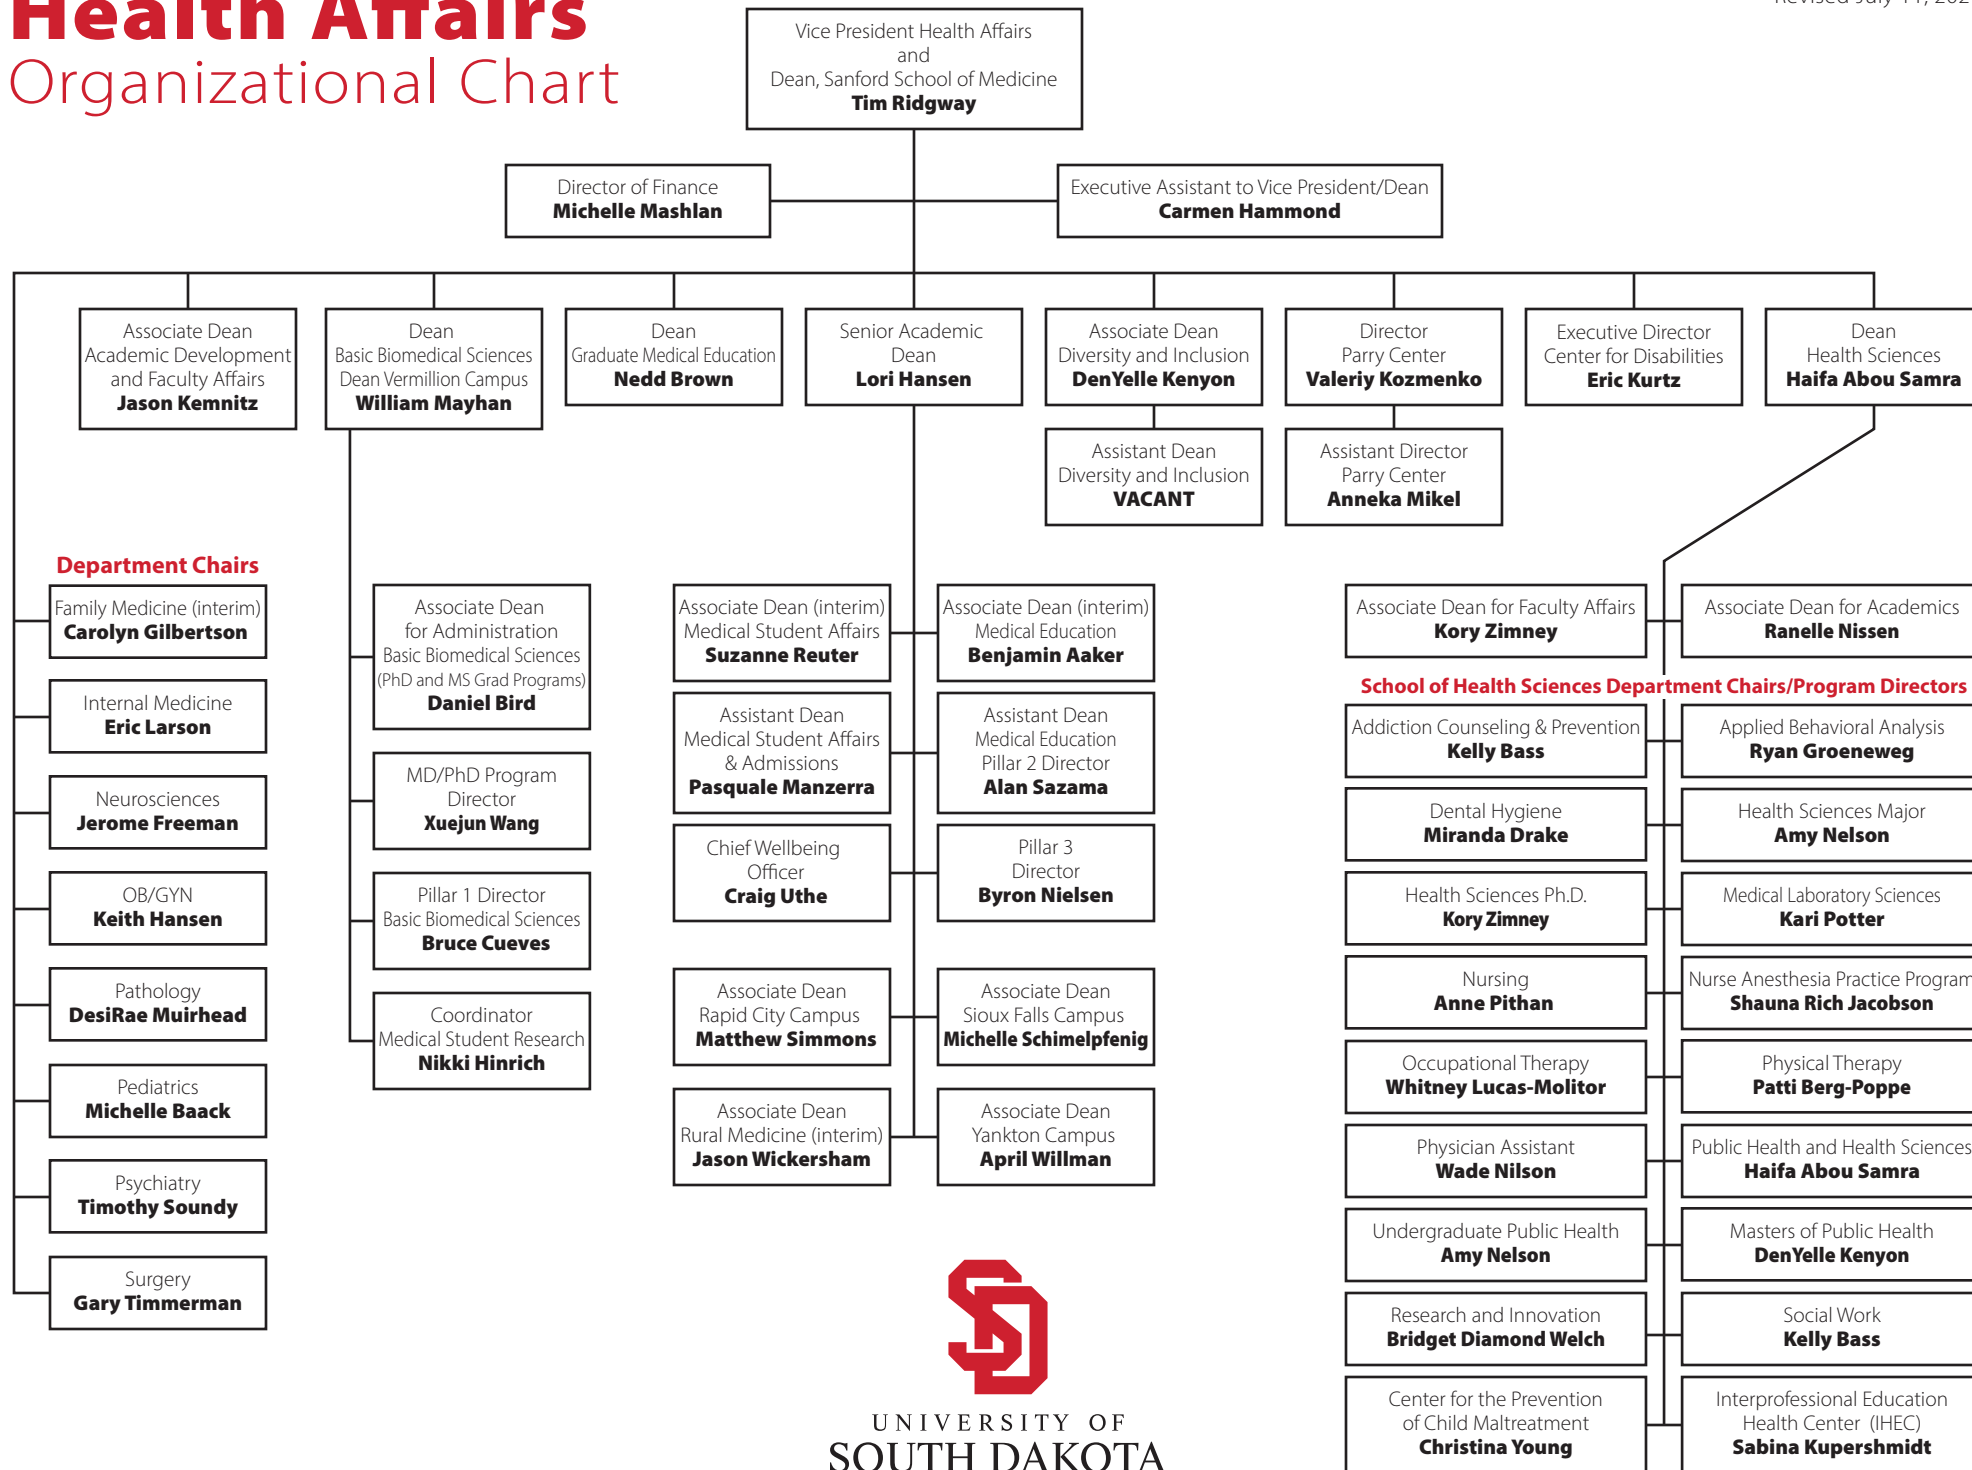 Health Affairs
Organizational Chart
Revised July 11, 202
Vice President Health Affairs
and
Dean, Sanford School of Medicine
Tim Ridgway
Director of Finance
Michelle Mashlan
Executive Assistant to Vice President/Dean
Carmen Hammond
Associate Dean
Academic Development
and Faculty Affairs
Jason Kemnitz
Dean
Basic Biomedical Sciences
Dean Vermillion Campus
William Mayhan
Dean
Graduate Medical Education
Nedd Brown
Senior Academic
Dean
Lori Hansen
Associate Dean
Diversity and Inclusion
DenYelle Kenyon
Director
Parry Center
Valeriy Kozmenko
Executive Director
Center for Disabilities
Eric Kurtz
Dean
Health Sciences
Haifa Abou Samra
Assistant Dean
Diversity and Inclusion
VACANT
Assistant Director
Parry Center
Anneka Mikel
Department Chairs
Family Medicine (interim)
Carolyn Gilbertson
Internal Medicine
Eric Larson
Neurosciences
Jerome Freeman
OB/GYN
Keith Hansen
Pathology
DesiRae Muirhead
Pediatrics
Michelle Baack
Psychiatry
Timothy Soundy
Surgery
Gary Timmerman
Associate Dean
for Administration
Basic Biomedical Sciences
(PhD and MS Grad Programs)
Daniel Bird
MD/PhD Program
Director
Xuejun Wang
Pillar 1 Director
Basic Biomedical Sciences
Bruce Cueves
Coordinator
Medical Student Research
Nikki Hinrich
Associate Dean (interim)
Medical Student Affairs
Suzanne Reuter
Associate Dean (interim)
Medical Education
Benjamin Aaker
Assistant Dean
Medical Student Affairs
& Admissions
Pasquale Manzerra
Assistant Dean
Medical Education
Pillar 2 Director
Alan Sazama
Chief Wellbeing
Officer
Craig Uthe
Pillar 3
Director
Byron Nielsen
Associate Dean
Rapid City Campus
Matthew Simmons
Associate Dean
Sioux Falls Campus
Michelle Schimelpfenig
Associate Dean
Rural Medicine (interim)
Jason Wickersham
Associate Dean
Yankton Campus
April Willman
Associate Dean for Faculty Affairs
Kory Zimney
Associate Dean for Academics
Ranelle Nissen
School of Health Sciences Department Chairs/Program Directors
Addiction Counseling & Prevention
Kelly Bass
Applied Behavioral Analysis
Ryan Groeneweg
Dental Hygiene
Miranda Drake
Health Sciences Major
Amy Nelson
Health Sciences Ph.D.
Kory Zimney
Medical Laboratory Sciences
Kari Potter
Nursing
Anne Pithan
Nurse Anesthesia Practice Program
Shauna Rich Jacobson
Occupational Therapy
Whitney Lucas-Molitor
Physical Therapy
Patti Berg-Poppe
Physician Assistant
Wade Nilson
Public Health and Health Sciences
Haifa Abou Samra
Undergraduate Public Health
Amy Nelson
Masters of Public Health
DenYelle Kenyon
Research and Innovation
Bridget Diamond Welch
Social Work
Kelly Bass
Center for the Prevention
of Child Maltreatment
Christina Young
Interprofessional Education
Health Center (IHEC)
Sabina Kupershmidt
SD
UNIVERSITY OF
SOUTH DAKOTA